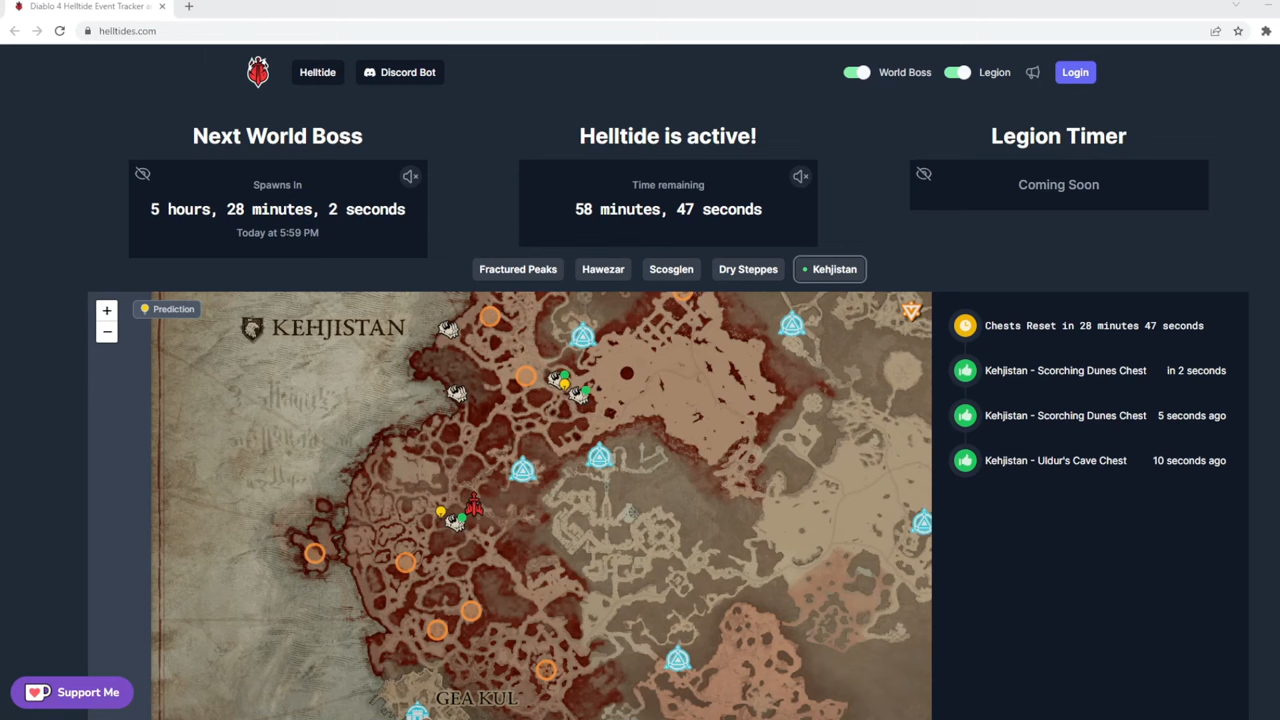 Diablo 4 Helltide Event Tracker a
helltides.com
Helltide
Discord Bot
World Boss
Legion
Login
Next World Boss
Spawns In
5 hours, 28 minutes, 2 seconds
Today at 5:59 PM
Helltide is active!
Time remaining
58 minutes, 47 seconds
Legion Timer
Coming Soon
Fractured Peaks
Hawezar
Scosglen
Dry Steppes
Kehjistan
+
−
Prediction
KEHJISTAN
GEA KUL
Chests Reset in 28 minutes 47 seconds
Kehjistan - Scorching Dunes Chest in 2 seconds
Kehjistan - Scorching Dunes Chest 5 seconds ago
Kehjistan - Uldur's Cave Chest 10 seconds ago
Support Me